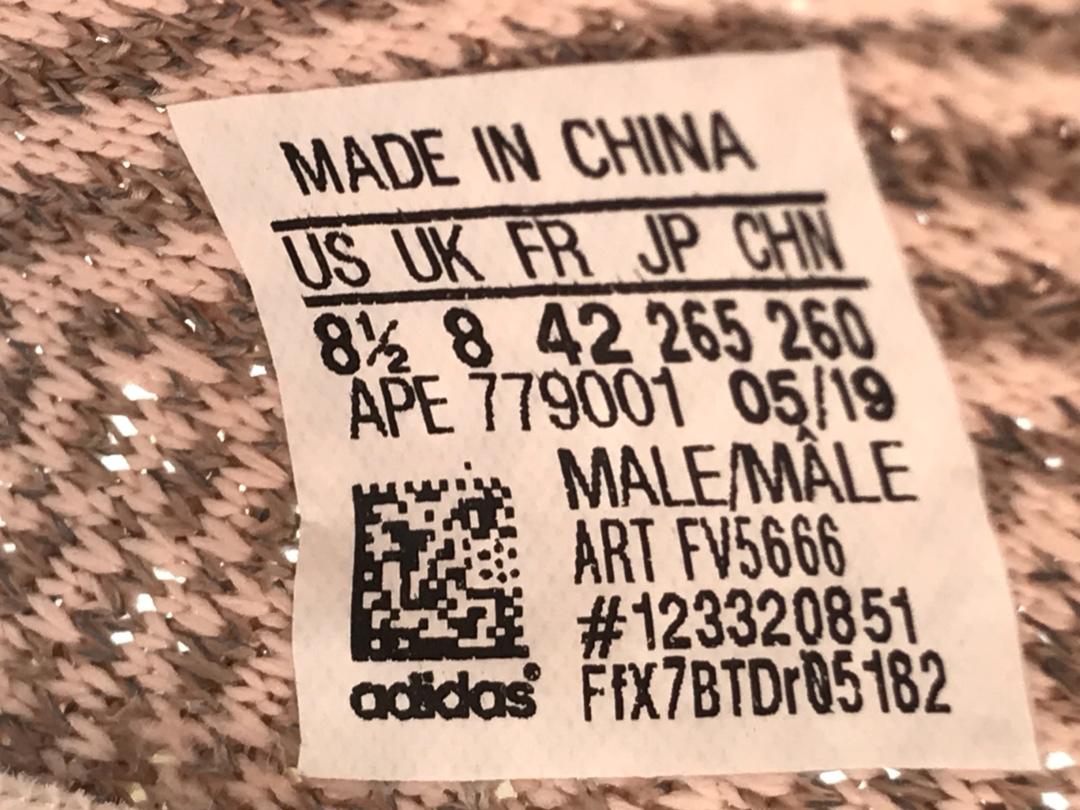 MADE IN CHINA
US UK FR JP CHN
8½ 8 42 265 260
APE 779001 05/19
MALE/MÂLE
ART FV5666
#123320851
FfX7BTDr05182
adidas®